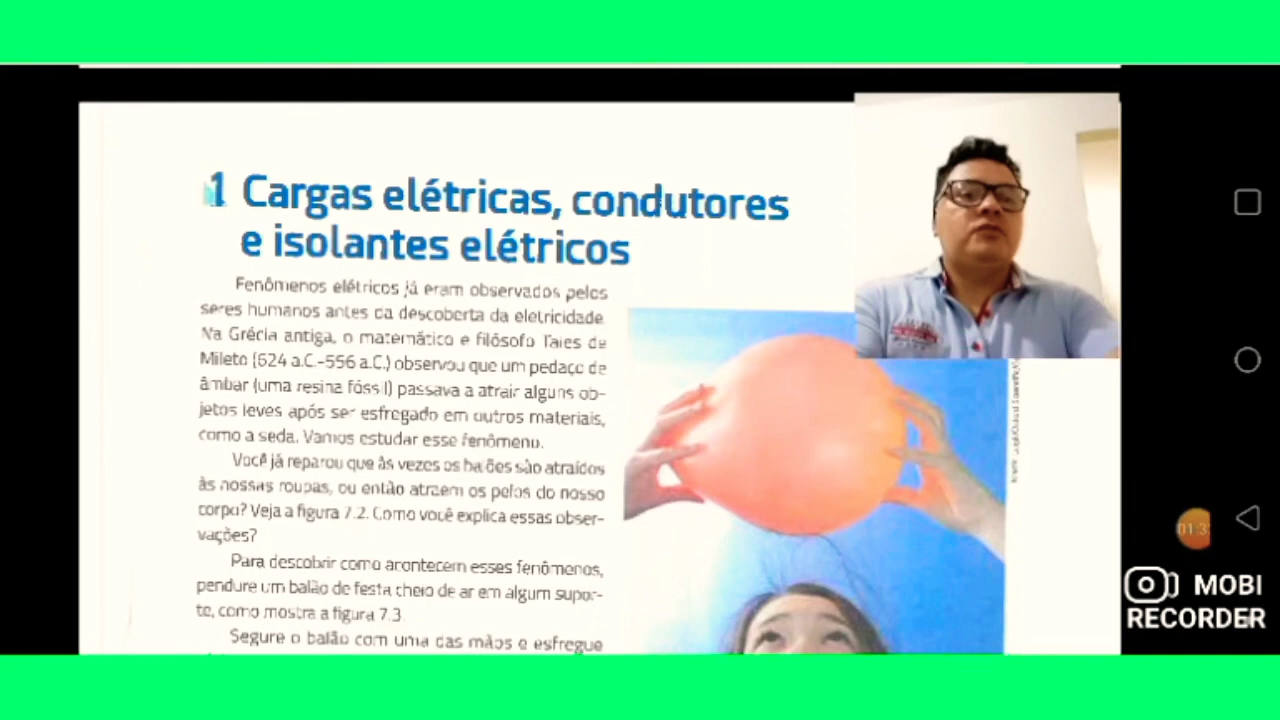 1 Cargas elétricas, condutores
e isolantes elétricos
Fenômenos elétricos já eram observados pelos
seres humanos antes da descoberta da eletricidade.
Na Grécia antiga, o matemático e filósofo Tales de
Mileto (624 a.C.-556 a.C.) observou que um pedaço de
âmbar (uma resina fóssil) passava a atrair alguns ob-
jetos leves após ser esfregado em outros materiais,
como a seda. Vamos estudar esse fenômeno.
Você já reparou que às vezes os balões são atraídos
às nossas roupas, ou então atraem os pelos do nosso
corpo? Veja a figura 7.2. Como você explica essas obser-
vações?
Para descobrir como acontecem esses fenômenos,
pendure um balão de festa cheio de ar em algum supor-
te, como mostra a figura 7.3.
Segure o balão com uma das mãos e esfregue
01:3
MOBI
RECORDER